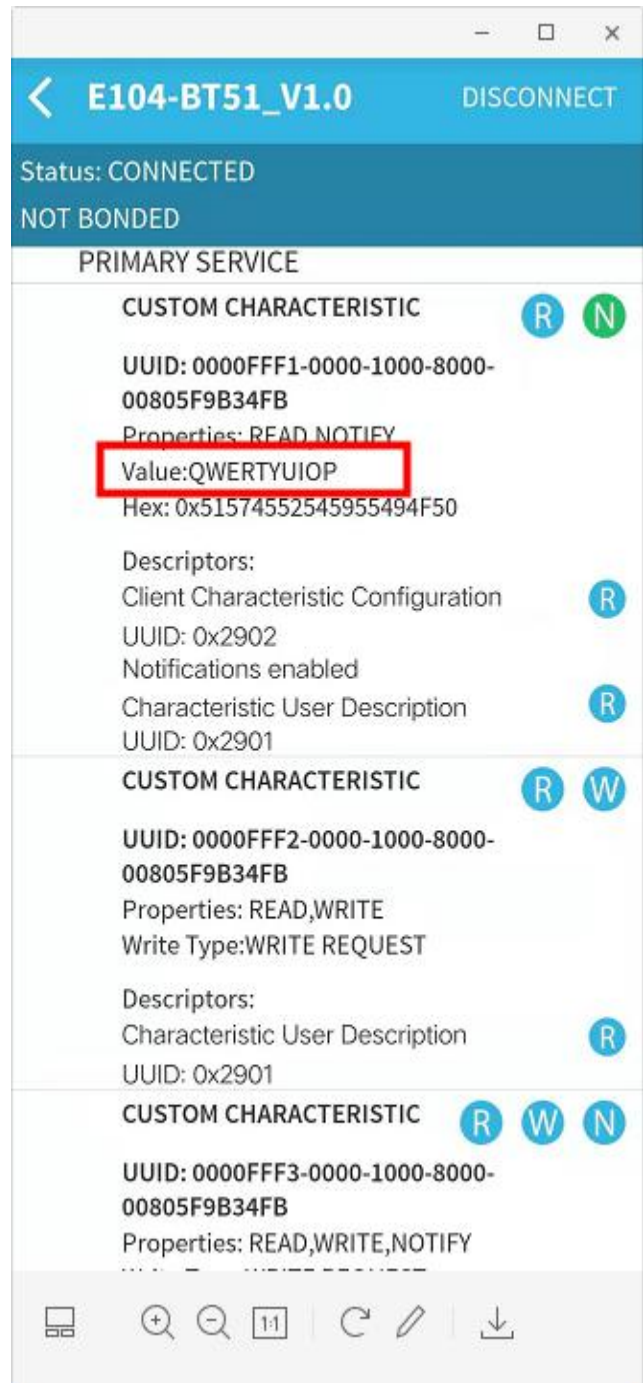 E104-BT51_V1.0 DISCONNECT
Status: CONNECTED
NOT BONDED
PRIMARY SERVICE
CUSTOM CHARACTERISTIC R N
UUID: 0000FFF1-0000-1000-8000-
00805F9B34FB
Properties: READ,NOTIFY
Value:QWERTYUIOP
Hex: 0x51574552545955494F50
Descriptors:
Client Characteristic Configuration R
UUID: 0x2902
Notifications enabled
Characteristic User Description R
UUID: 0x2901
CUSTOM CHARACTERISTIC R W
UUID: 0000FFF2-0000-1000-8000-
00805F9B34FB
Properties: READ,WRITE
Write Type:WRITE REQUEST
Descriptors:
Characteristic User Description R
UUID: 0x2901
CUSTOM CHARACTERISTIC R W N
UUID: 0000FFF3-0000-1000-8000-
00805F9B34FB
Properties: READ,WRITE,NOTIFY
1:1